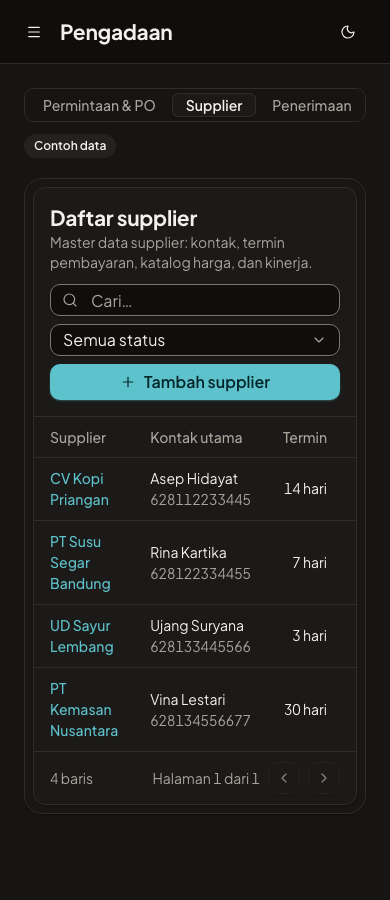 Pengadaan
Permintaan & PO
Supplier
Penerimaan
Contoh data
Daftar supplier
Master data supplier: kontak, termin
pembayaran, katalog harga, dan kinerja.
Cari...
Semua status
Tambah supplier
Supplier Kontak utama Termin
CV Kopi
Priangan
Asep Hidayat
628112233445
14 hari
PT Susu
Segar
Bandung
Rina Kartika
628122334455
7 hari
UD Sayur
Lembang
Ujang Suryana
628133445566
3 hari
PT
Kemasan
Nusantara
Vina Lestari
628134556677
30 hari
4 baris
Halaman 1 dari 1